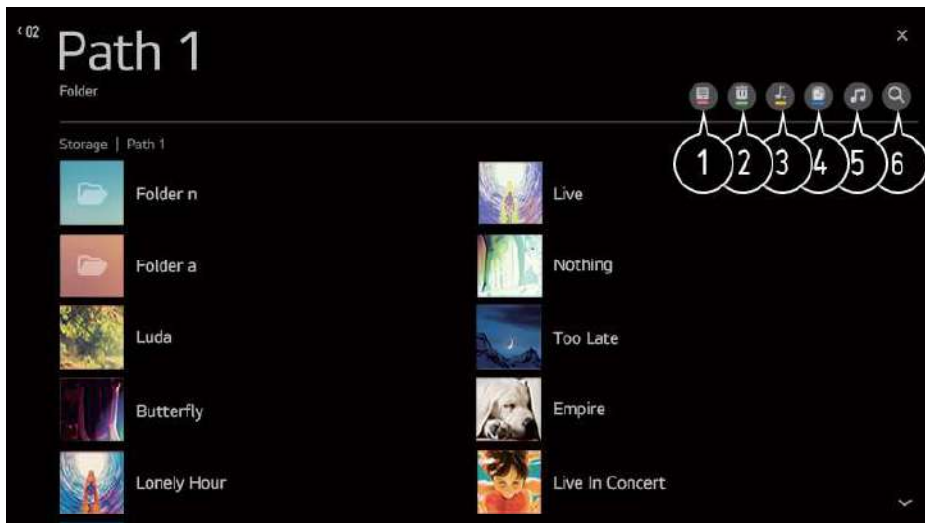 ‹ 02
Path 1
×
Folder
1 2 3 4 5 6
Storage | Path 1
Folder n
Live
Folder a
Nothing
Luda
Too Late
Butterfly
Empire
Lonely Hour
Live In Concert